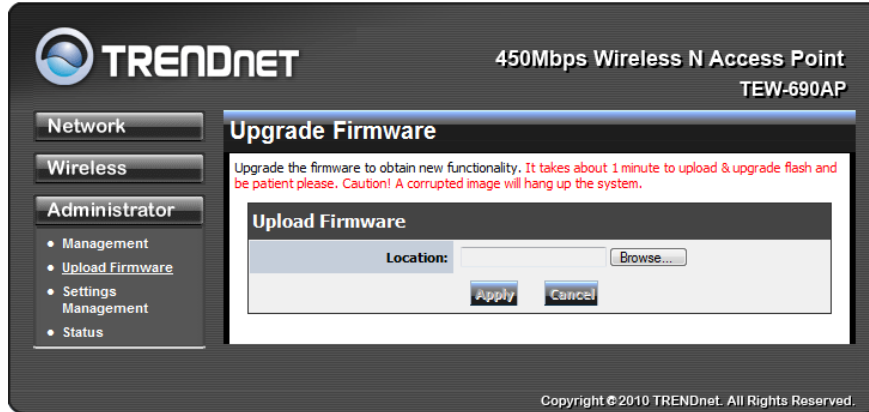 TRENDnet
450Mbps Wireless N Access Point
TEW-690AP
Network
Wireless
Administrator
• Management
• Upload Firmware
• Settings
Management
• Status
Upgrade Firmware
Upgrade the firmware to obtain new functionality. It takes about 1 minute to upload & upgrade flash and
be patient please. Caution! A corrupted image will hang up the system.
Upload Firmware
Location:
Browse...
Apply Cancel
Copyright © 2010 TRENDnet. All Rights Reserved.